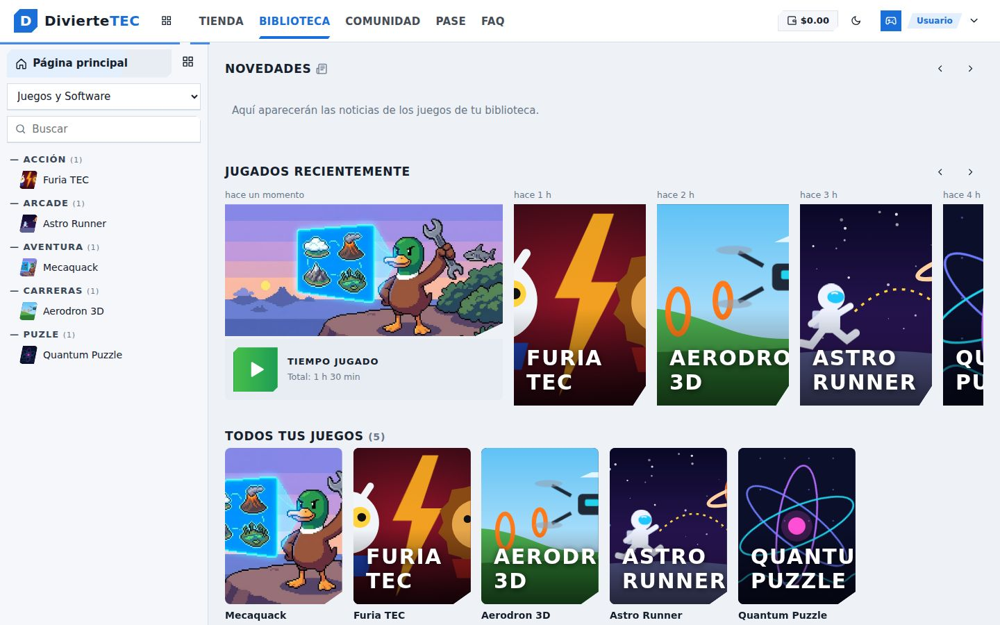 D DivierteTEC
TIENDA BIBLIOTECA COMUNIDAD PASE FAQ
$0.00
Usuario
Página principal
Juegos y Software
Buscar
— ACCIÓN (1)
Furia TEC
— ARCADE (1)
Astro Runner
— AVENTURA (1)
Mecaquack
— CARRERAS (1)
Aerodron 3D
— PUZLE (1)
Quantum Puzzle
NOVEDADES
Aquí aparecerán las noticias de los juegos de tu biblioteca.
JUGADOS RECIENTEMENTE
hace un momento
TIEMPO JUGADO
Total: 1 h 30 min
hace 1 h
FURIA
TEC
hace 2 h
AERODRO
3D
hace 3 h
ASTRO
RUNNER
hace 4 h
QU
PU
TODOS TUS JUEGOS (5)
Mecaquack
FURIA
TEC
Furia TEC
AERODR
3D
Aerodron 3D
ASTRO
RUNNER
Astro Runner
QUANTU
PUZZLE
Quantum Puzzle